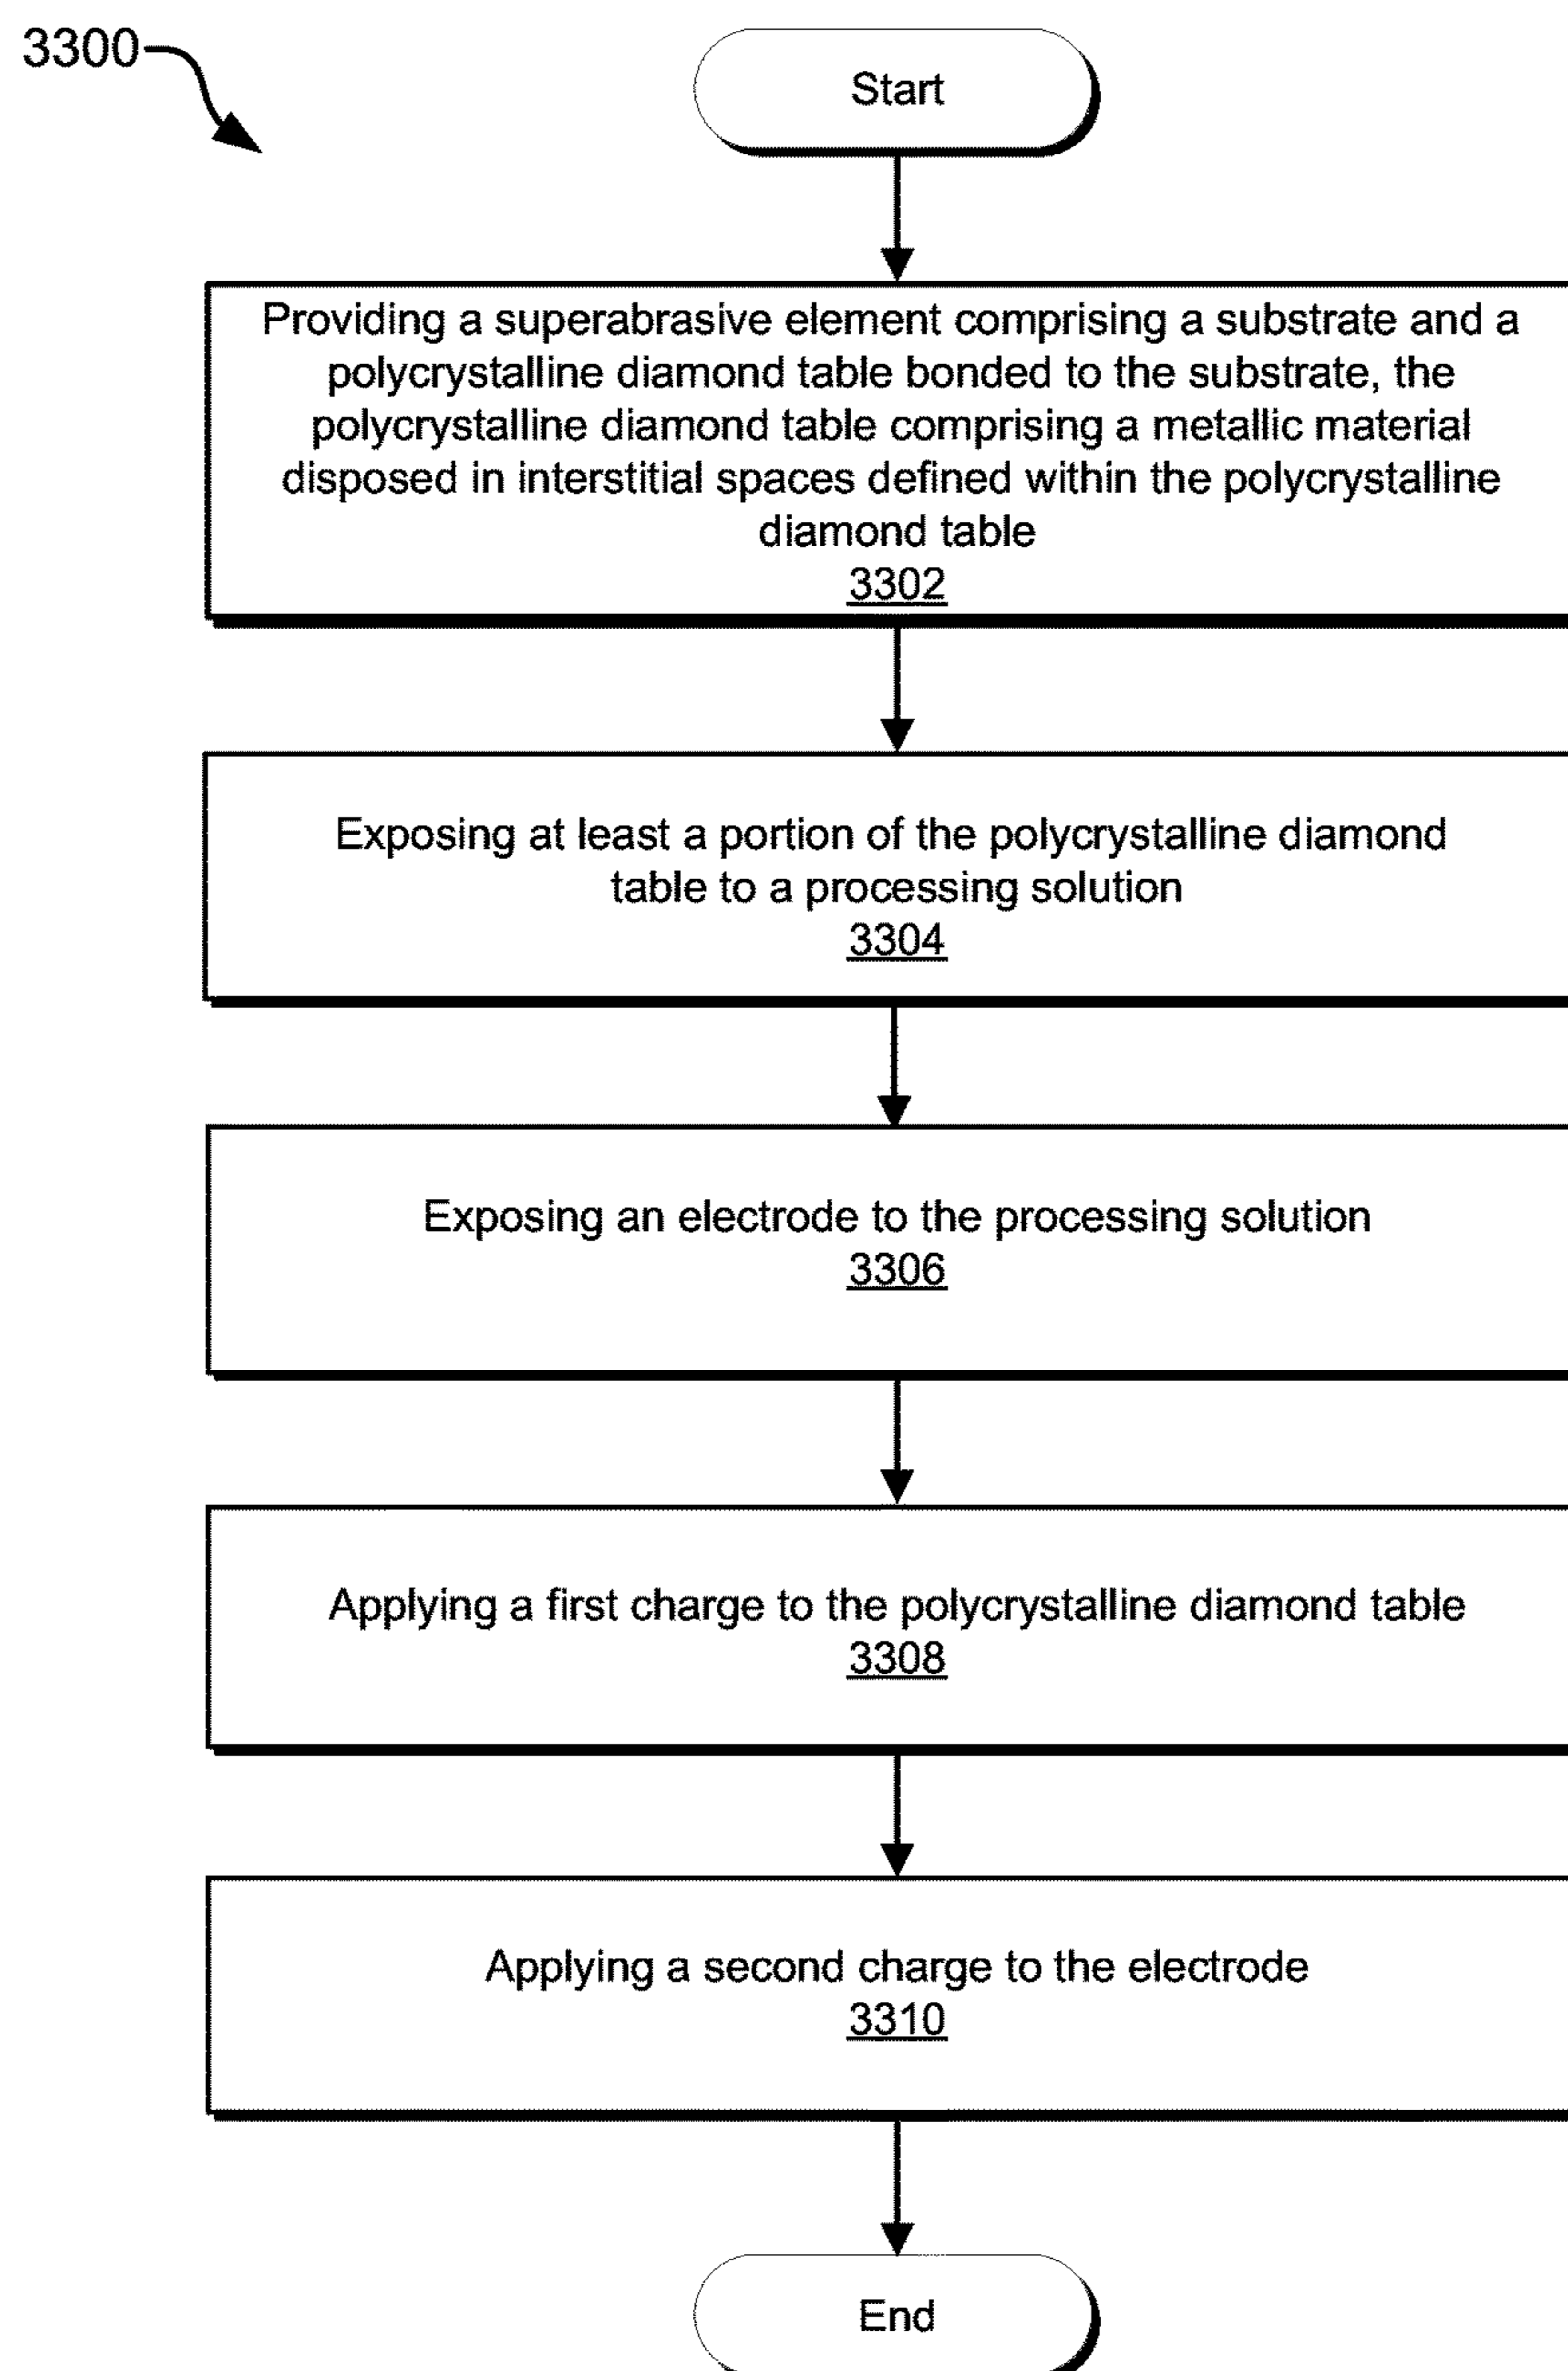 3300
Start
Providing a superabrasive element comprising a substrate and a
polycrystalline diamond table bonded to the substrate, the
polycrystalline diamond table comprising a metallic material
disposed in interstitial spaces defined within the polycrystalline
diamond table
3302
Exposing at least a portion of the polycrystalline diamond
table to a processing solution
3304
Exposing an electrode to the processing solution
3306
Applying a first charge to the polycrystalline diamond table
3308
Applying a second charge to the electrode
3310
End